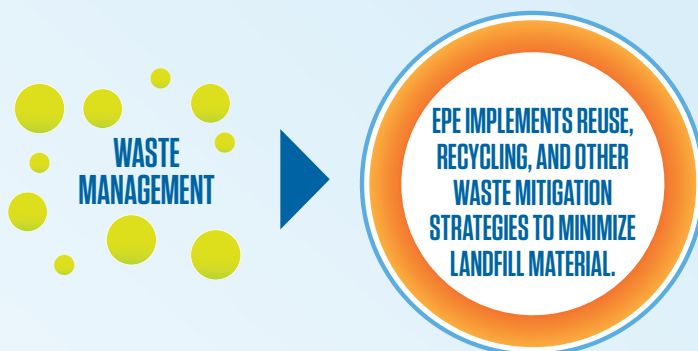 WASTE
MANAGEMENT
EPE IMPLEMENTS REUSE,
RECYCLING, AND OTHER
WASTE MITIGATION
STRATEGIES TO MINIMIZE
LANDFILL MATERIAL.